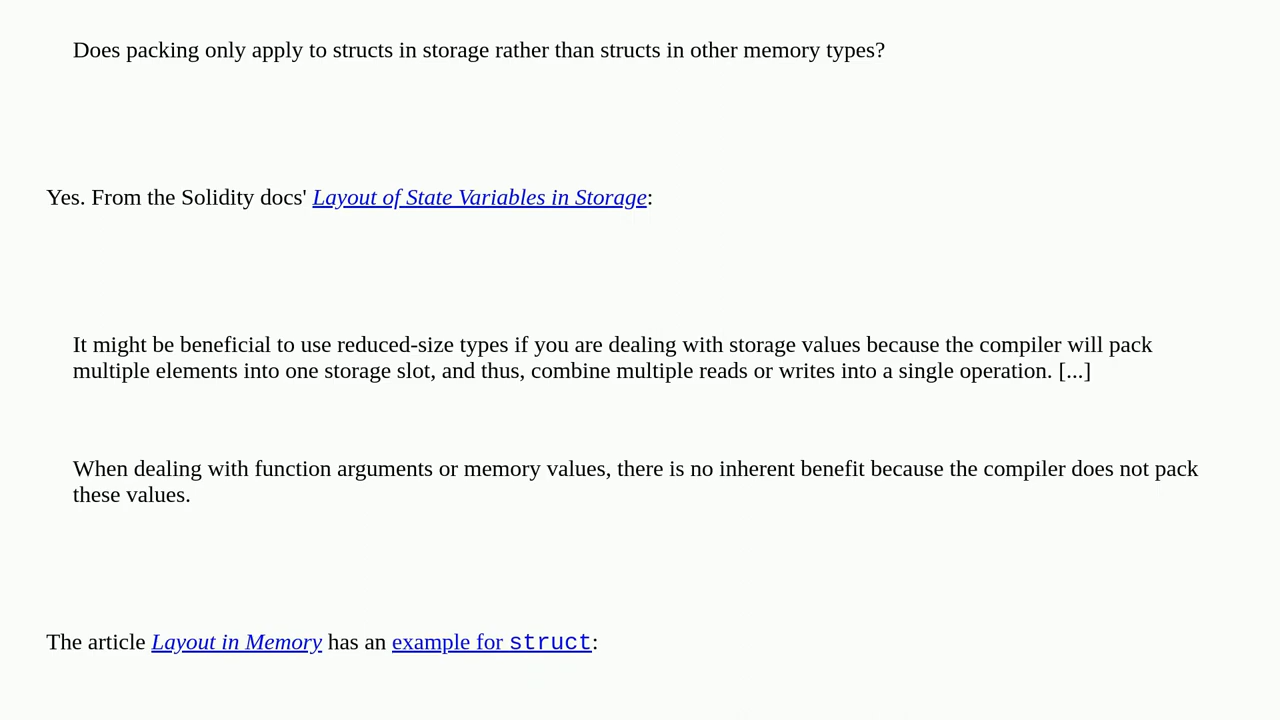 Does packing only apply to structs in storage rather than structs in other memory types?
Yes. From the Solidity docs' Layout of State Variables in Storage:
It might be beneficial to use reduced-size types if you are dealing with storage values because the compiler will pack
multiple elements into one storage slot, and thus, combine multiple reads or writes into a single operation. [...]
When dealing with function arguments or memory values, there is no inherent benefit because the compiler does not pack
these values.
The article Layout in Memory has an example for struct: